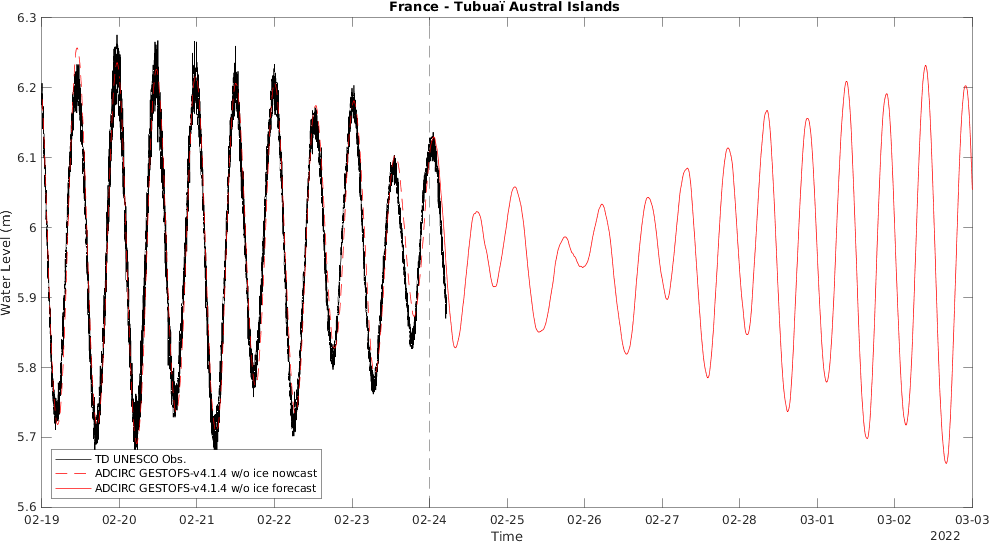 France - Tubuaï Austral Islands
Water Level (m)
6.3
6.2
6.1
6
5.9
5.8
5.7
5.6
TD UNESCO Obs.
ADCIRC GESTOFS-v4.1.4 w/o ice nowcast
ADCIRC GESTOFS-v4.1.4 w/o ice forecast
02-19 02-20 02-21 02-22 02-23 02-24 02-25 02-26 02-27 02-28 03-01 03-02 03-03
Time
2022